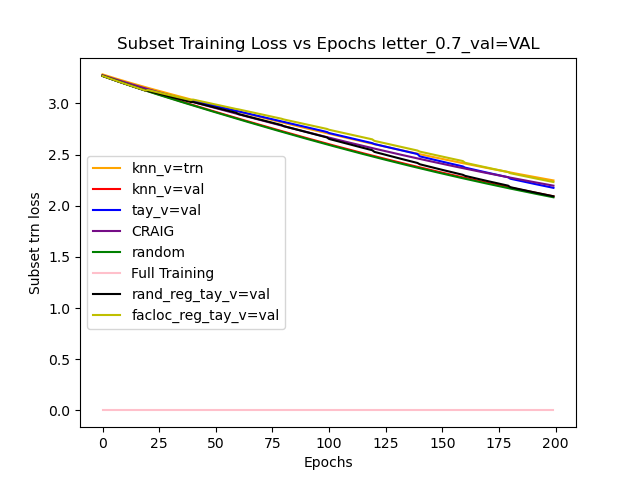 Subset Training Loss vs Epochs letter_0.7_val=VAL
3.0
2.5
2.0
1.5
1.0
0.5
0.0
Subset trn loss
knn_v=trn
knn_v=val
tay_v=val
CRAIG
random
Full Training
rand_reg_tay_v=val
facloc_reg_tay_v=val
0 25 50 75 100 125 150 175 200
Epochs